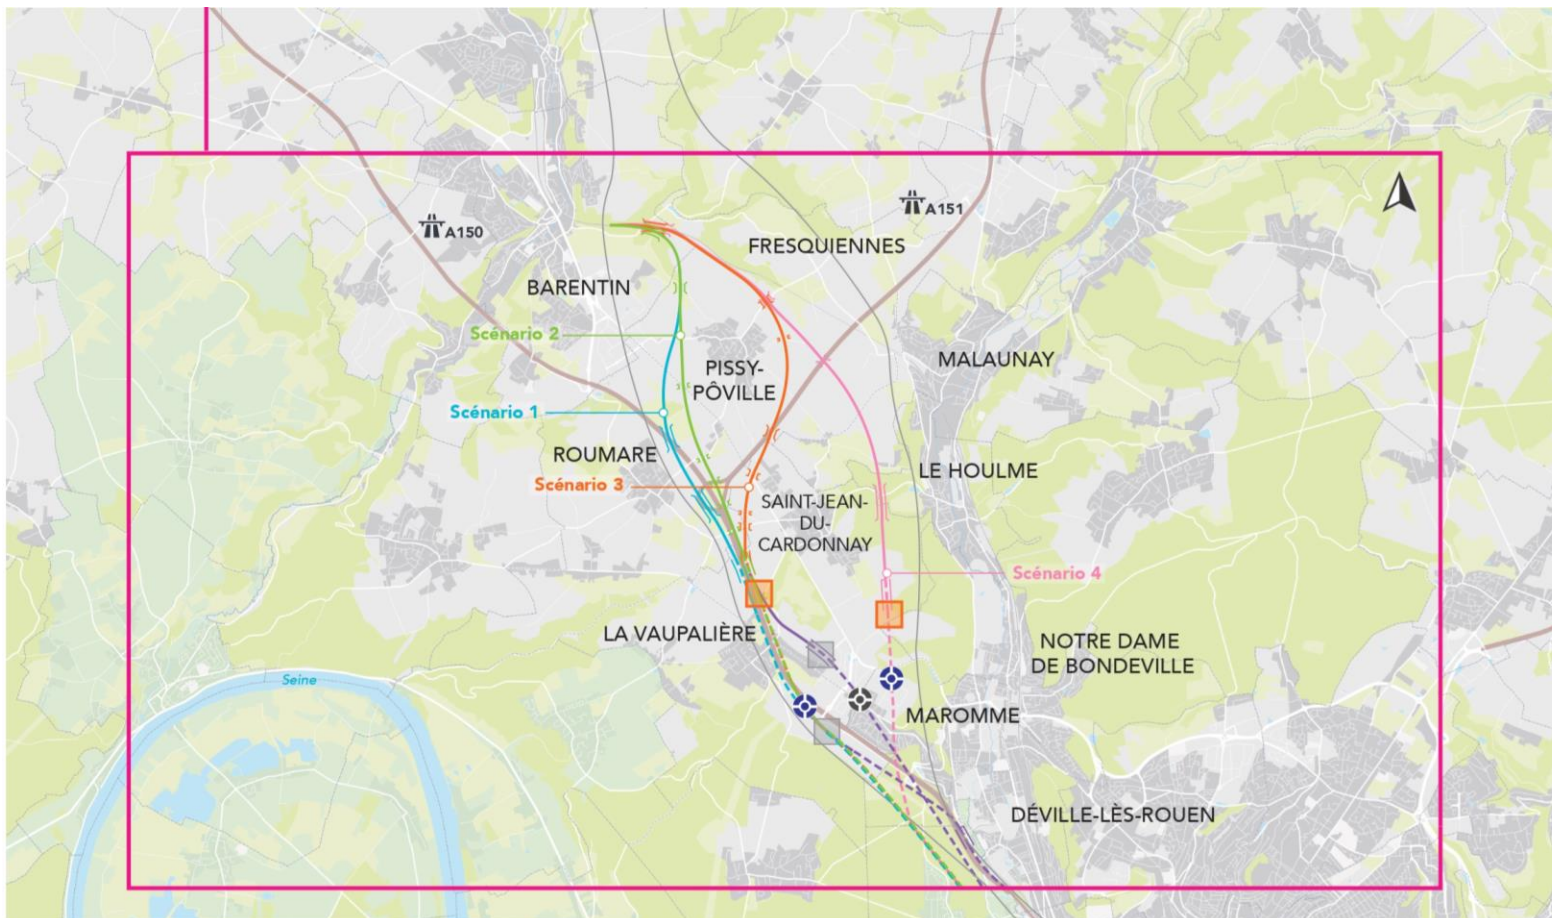 A151
A150
FRESQUIENNES
BARENTIN
Scénario 2
MALAUNAY
PISSY-
PÔVILLE
Scénario 1
ROUMARE
LE HOULME
Scénario 3
SAINT-JEAN-
DU-
CARDONNAY
Scénario 4
LA VAUPALIÈRE
NOTRE DAME
DE BONDEVILLE
Seine
MAROMME
DÉVILLE-LÈS-ROUEN